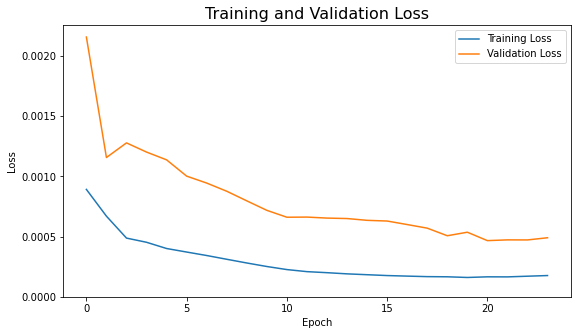 Training and Validation Loss
Training Loss
Validation Loss
0.0020
0.0015
0.0010
0.0005
0.0000
Loss
0
5
10
15
20
Epoch